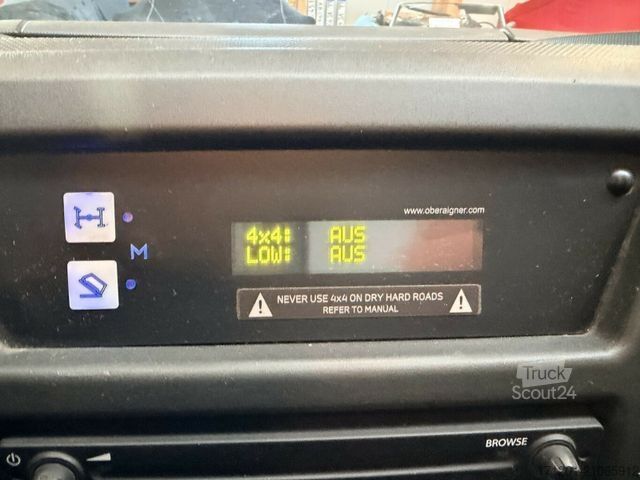 www.oberaigner.com
4x4: AUS
LOW: AUS
M
NEVER USE 4x4 ON DRY HARD ROADS
REFER TO MANUAL
Truck
Scout24
BROWSE